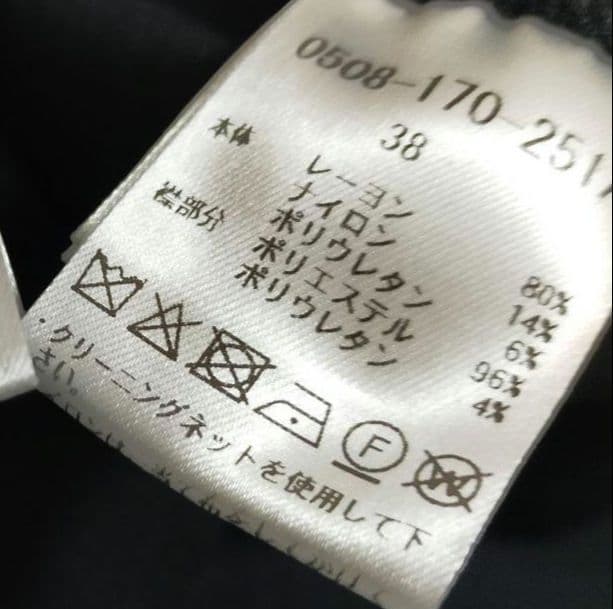 0508-170-251
38
本体 レーヨン 80%
ナイロン 14%
ポリウレタン 6%
襟部分 ポリエステル 96%
ポリウレタン 4%
F
W
・クリーニングネットを使用して下
さい。